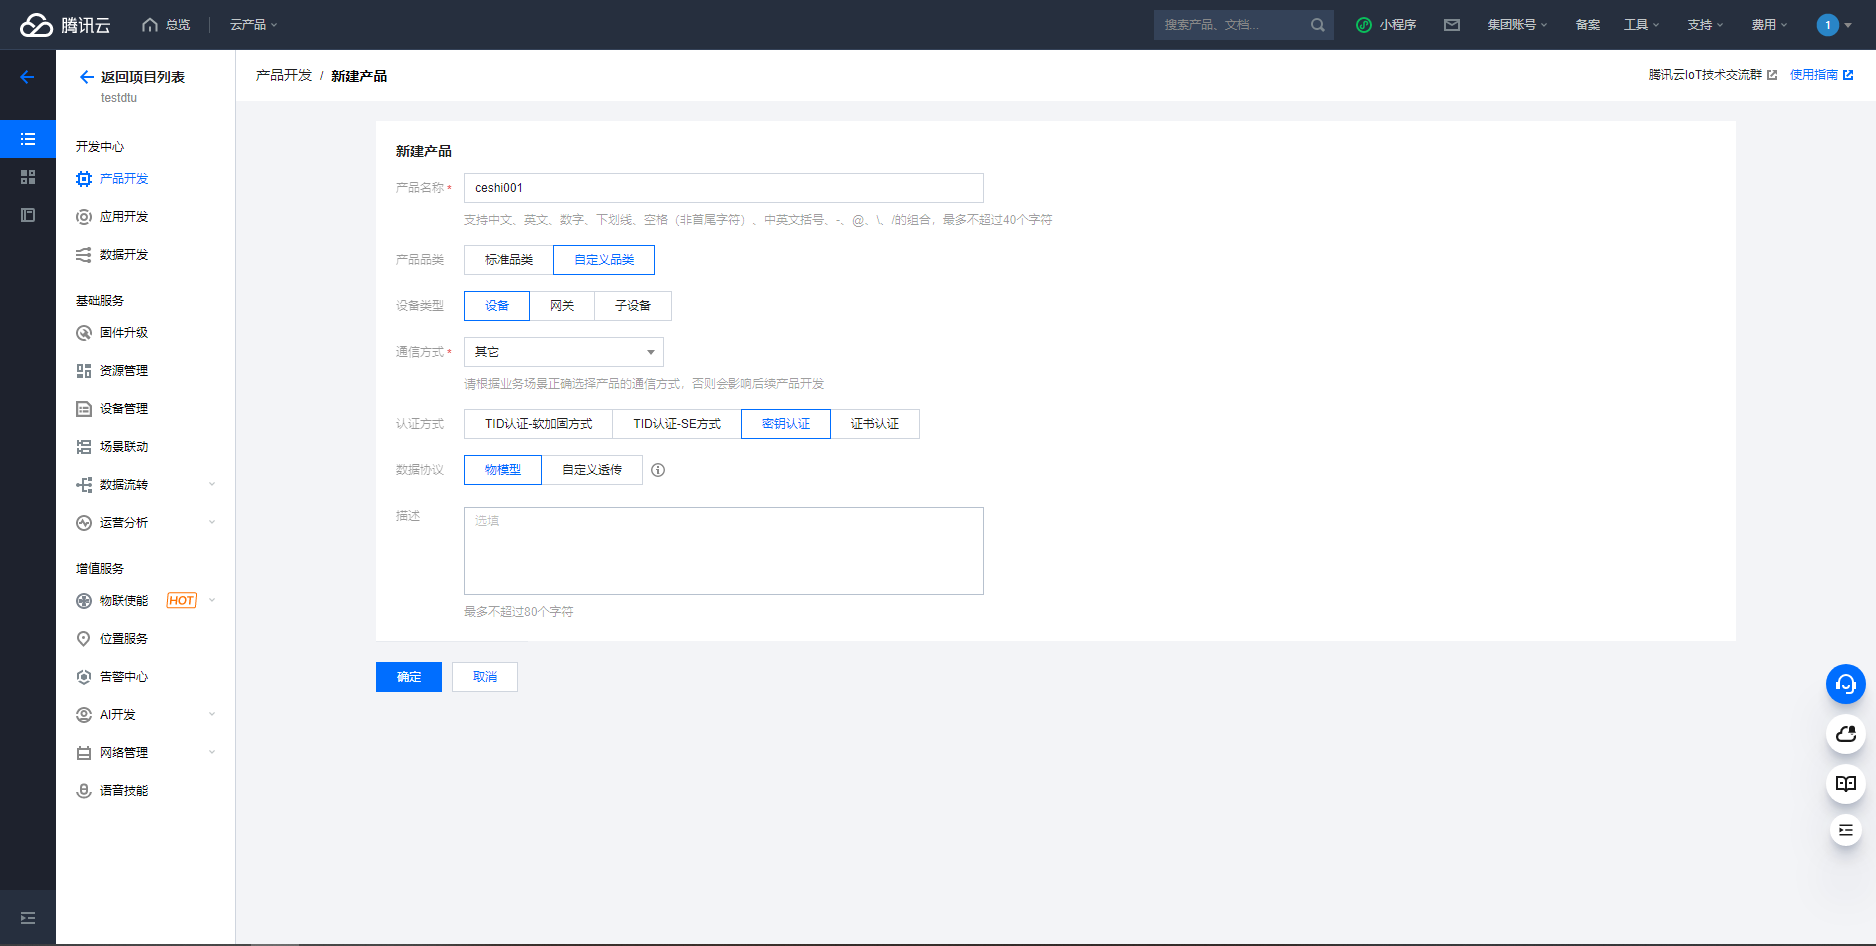 腾讯云 总览 云产品 搜索产品、文档... 小程序 集团账号 备案 工具 支持 费用 1
返回项目列表
testdtu
开发中心
产品开发
应用开发
数据开发
基础服务
固件升级
资源管理
设备管理
场景联动
数据流转
运营分析
增值服务
物联使能 HOT
位置服务
告警中心
AI开发
网络管理
语音技能
产品开发 / 新建产品
腾讯云IoT技术交流群 使用指南
新建产品
产品名称 * ceshi001
支持中文、英文、数字、下划线、空格（非首尾字符）、中英文括号、-、@、\、/的组合，最多不超过40个字符
产品品类 标准品类 自定义品类
设备类型 设备 网关 子设备
通信方式 * 其它
请根据业务场景正确选择产品的通信方式，否则会影响后续产品开发
认证方式 TID认证-软加固方式 TID认证-SE方式 密钥认证 证书认证
数据协议 物模型 自定义透传
描述 选填
最多不超过80个字符
确定 取消